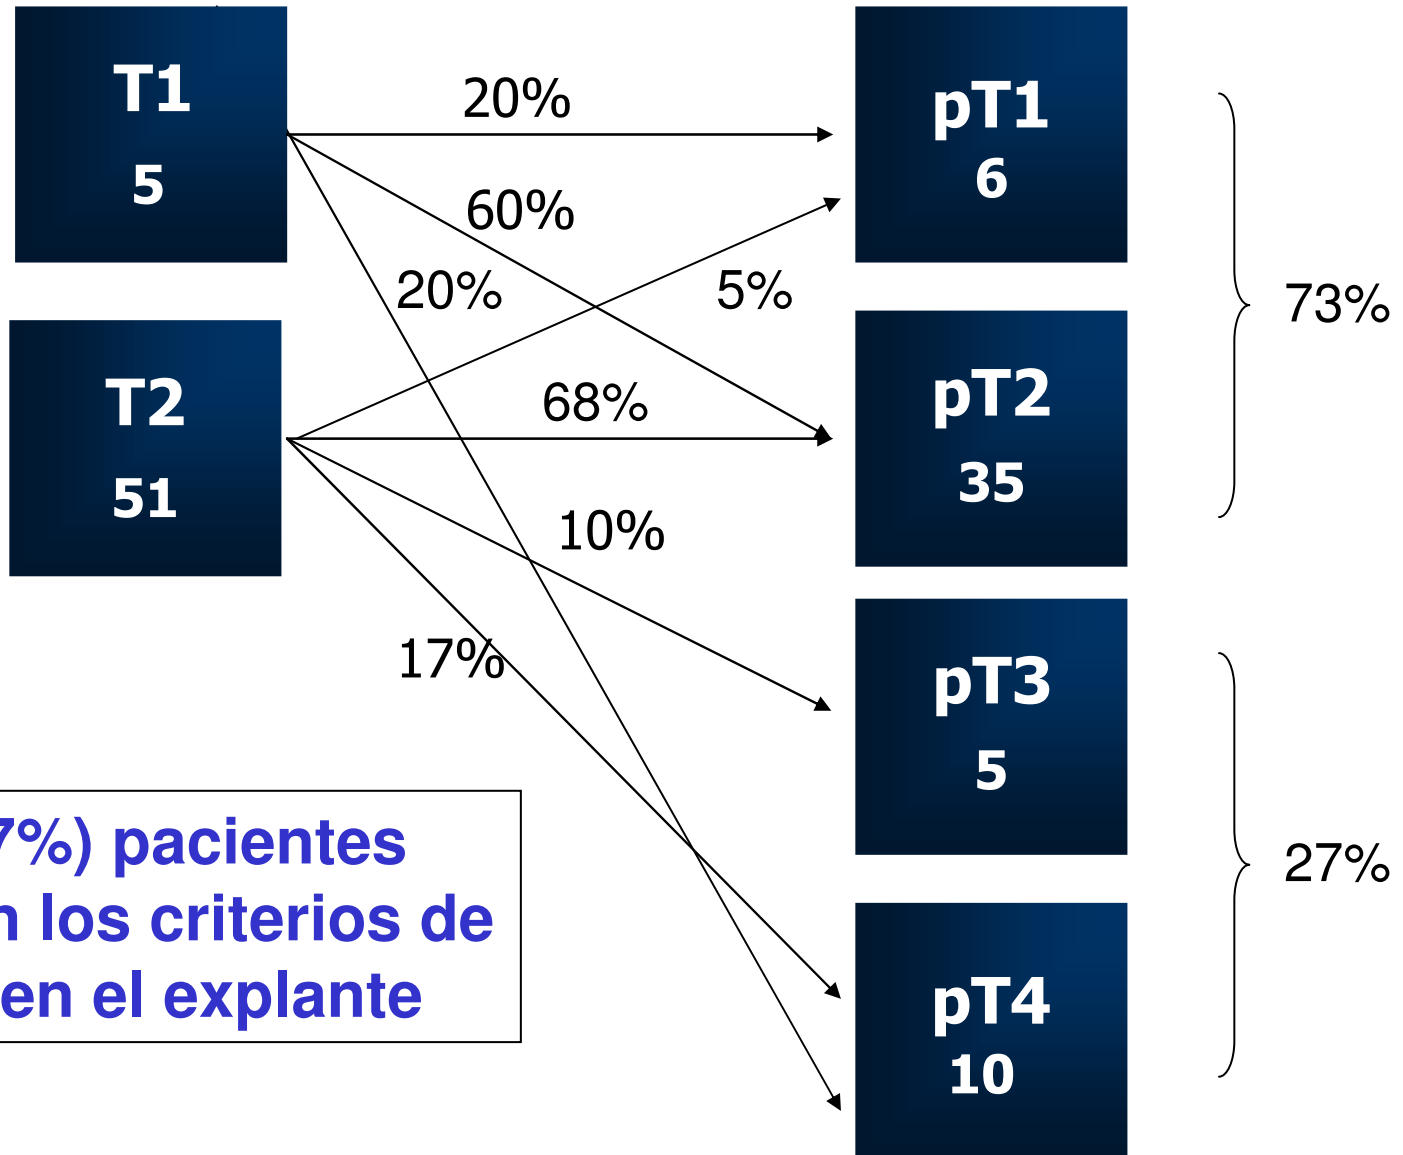 T1
5
20%
pT1
6
60%
20%
5%
73%
T2
51
68%
pT2
35
10%
17%
pT3
5
7%) pacientes
n los criterios de
en el explante
27%
pT4
10